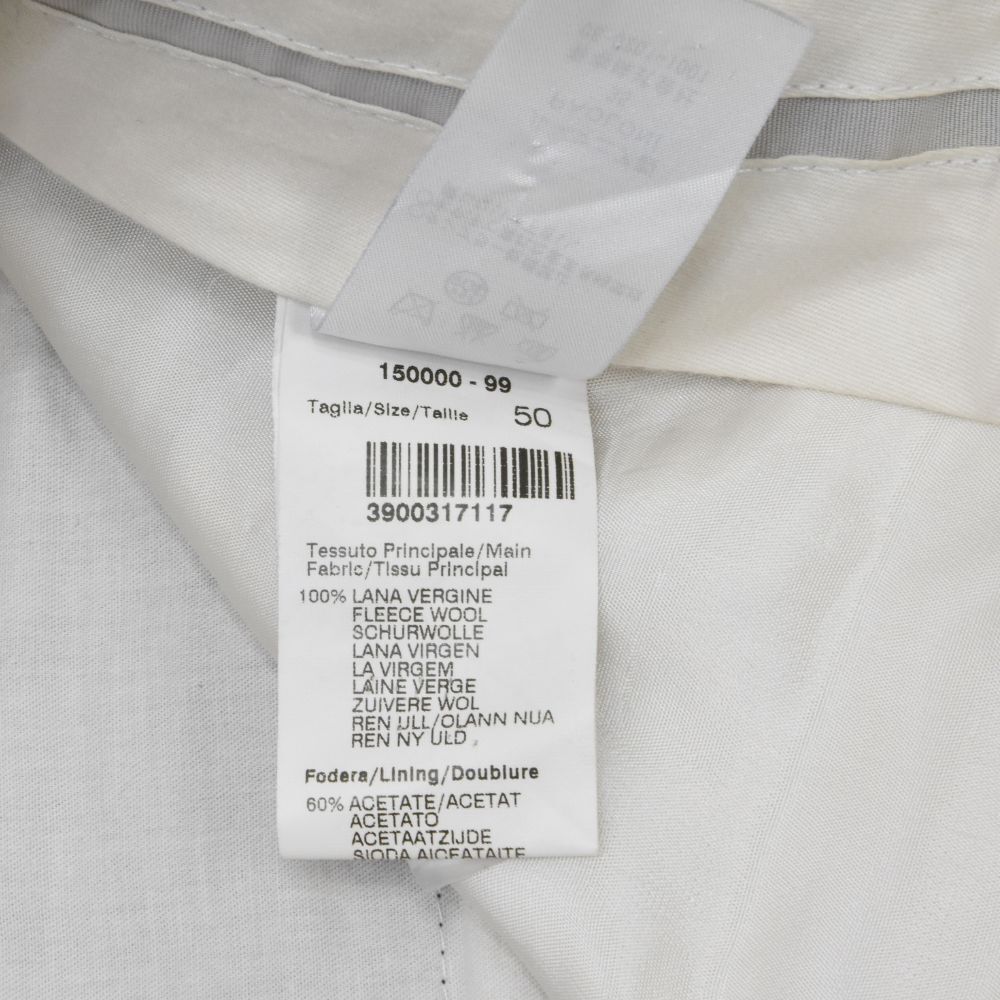 150000 - 99
Taglia/Size/Taille 50
3900317117
Tessuto Principale/Main
Fabric/Tissu Principal
100% LANA VERGINE
FLEECE WOOL
SCHURWOLLE
LANA VIRGEN
LA VIRGEM
LAINE VERGE
ZUIVERE WOL
REN ULL/OLANN NUA
REN NY ULD
Fodera/Lining/Doublure
60% ACETATE/ACETAT
ACETATO
ACETAATZIJDE
SIODA AICEATAITE